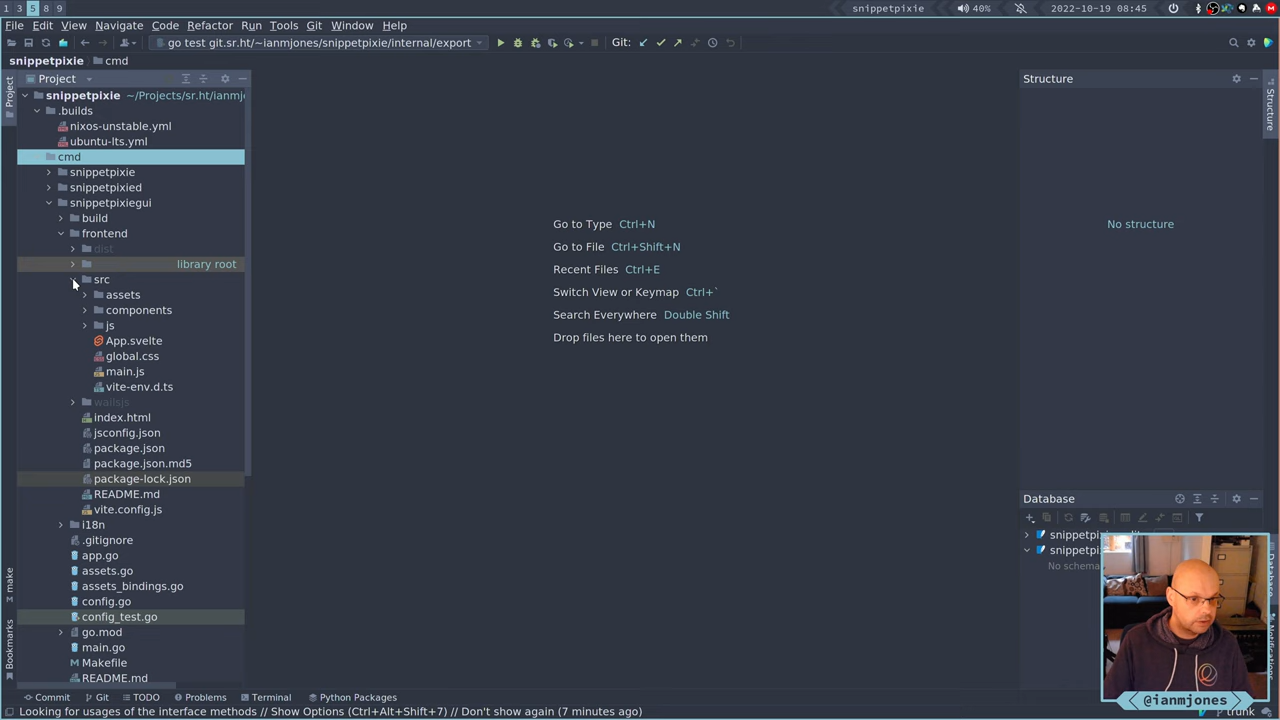 1 3 5 8 9
snippetpixie
40%
2022-10-19 08:45
File Edit View Navigate Code Refactor Run Tools Git Window Help
go test git.sr.ht/~ianmjones/snippetpixie/internal/export
Git:
snippetpixie cmd
Project
Project
snippetpixie ~/Projects/sr.ht/ianmj
.builds
nixos-unstable.yml
ubuntu-lts.yml
cmd
snippetpixie
snippetpixied
snippetpixiegui
build
frontend
dist
library root
src
assets
components
js
App.svelte
global.css
main.js
vite-env.d.ts
wailsjs
index.html
jsconfig.json
package.json
package.json.md5
package-lock.json
README.md
vite.config.js
i18n
.gitignore
app.go
assets.go
assets_bindings.go
config.go
config_test.go
go.mod
main.go
Makefile
README.md
make
Bookmarks
Go to Type Ctrl+N
Go to File Ctrl+Shift+N
Recent Files Ctrl+E
Switch View or Keymap Ctrl+`
Search Everywhere Double Shift
Drop files here to open them
Structure
Structure
No structure
Database
snippetpixie
snippetpi
No schema
Database
Notifications
@ianmjones
Commit Git TODO Problems Terminal Python Packages
Looking for usages of the interface methods // Show Options (Ctrl+Alt+Shift+7) // Don't show again (7 minutes ago)
trunk